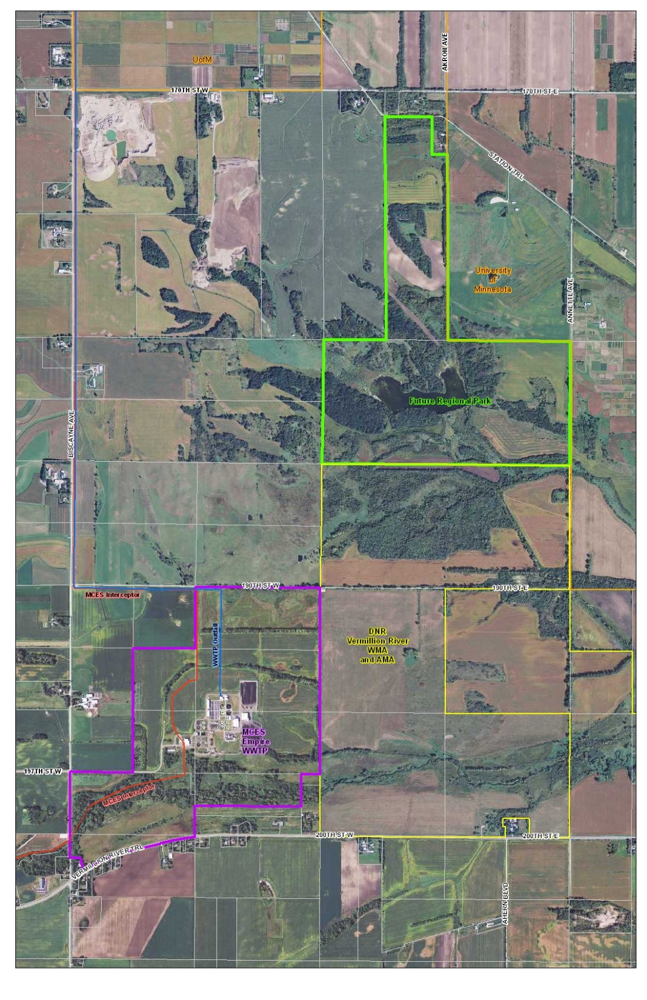 AKRON AVE
UofM
170TH ST W
170TH ST E
STATION TRL
University
of
Minnesota
ANNETTE AVE
Future Regional Park
BISCAYNE AVE
190TH ST W
190TH ST E
MCES Interceptor
WWTP Outfall
DNR
Vermillion River
WMA
and AMA
MCES
Empire
WWTP
197TH ST W
MCES Interceptor
200TH ST W
200TH ST E
VERMILLION RIVER TRL
AHERN BLVD